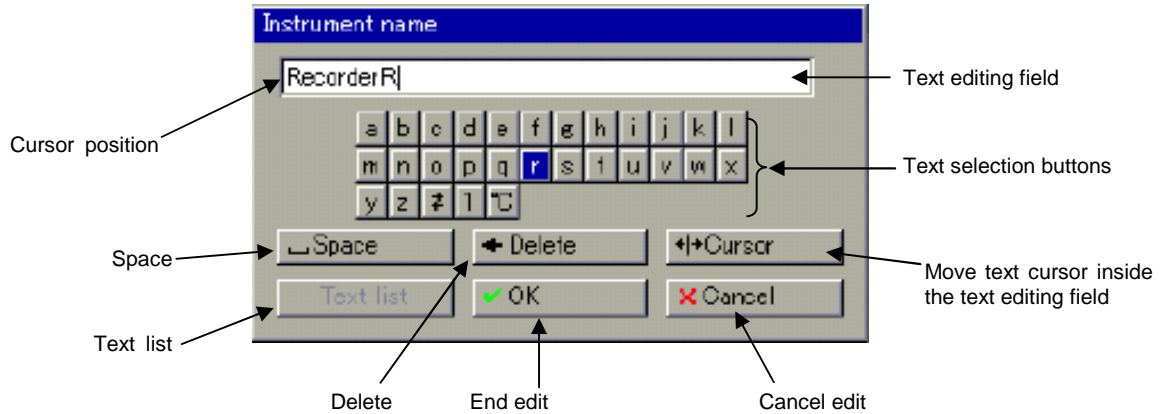 Instrument name
RecorderR
Text editing field
Cursor position
a b c d e f g h i j k l
m n o p q r s t u v w x
Text selection buttons
y z ⇄ 1 ℃
Space
Space
Delete
Cursor
Move text cursor inside
the text editing field
Text list
OK
Cancel
Text list
Delete
End edit
Cancel edit